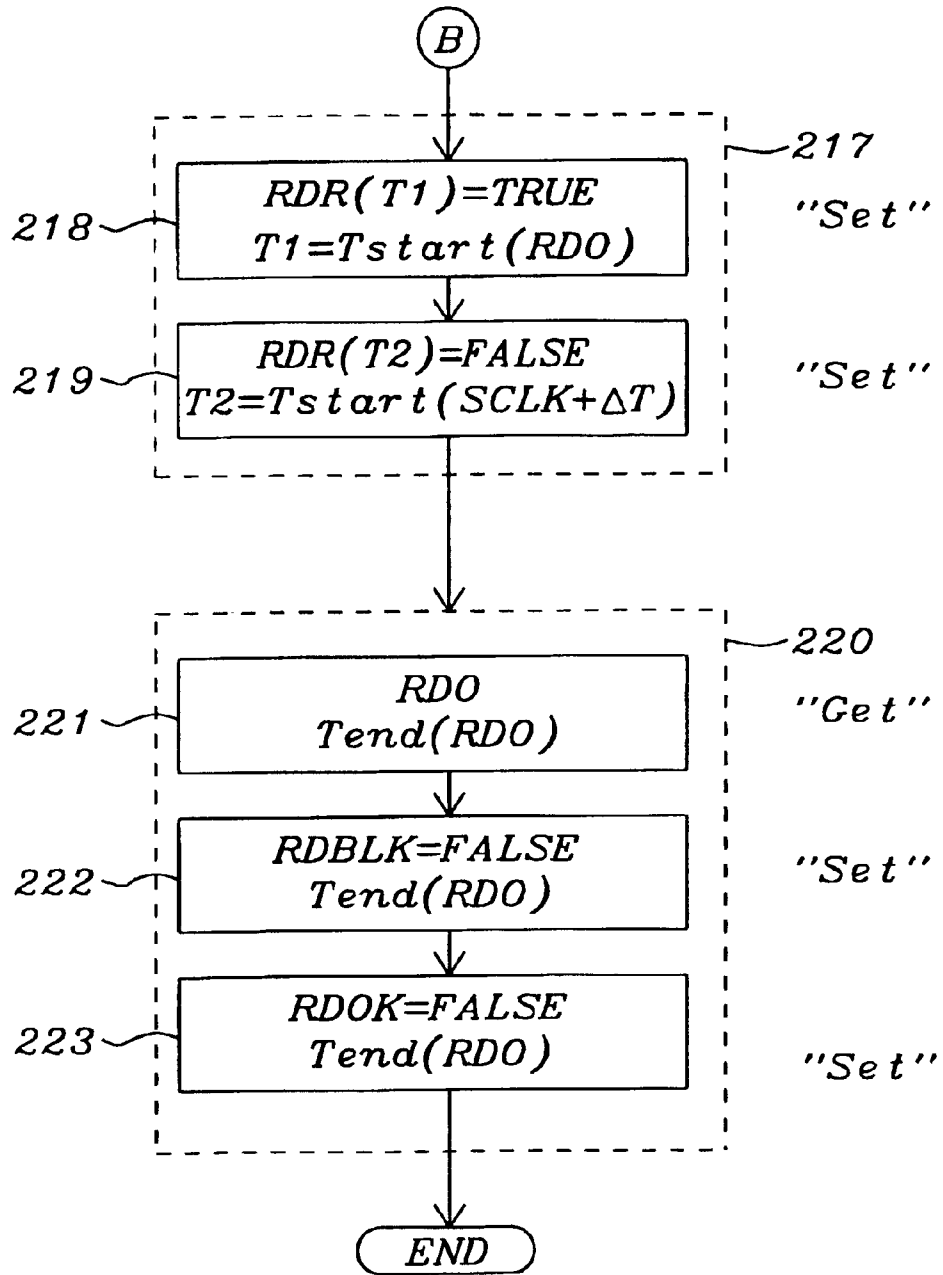 B
217
RDR(T1)=TRUE
T1=Tstart(RDO)
"Set"
218
RDR(T2)=FALSE
T2=Tstart(SCLK+ΔT)
"Set"
219
220
RDO
Tend(RDO)
"Get"
221
RDBLK=FALSE
Tend(RDO)
"Set"
222
RDOK=FALSE
Tend(RDO)
"Set"
223
END